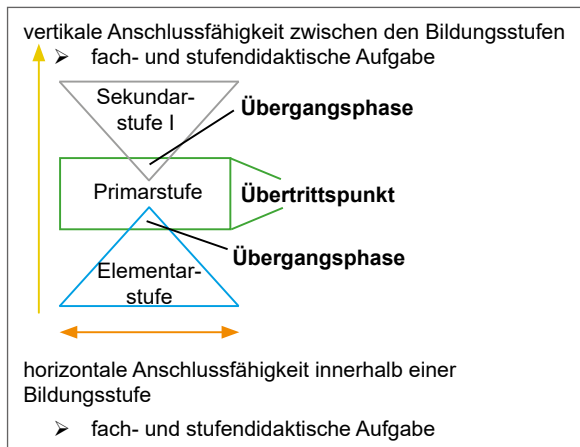 vertikale Anschlussfähigkeit zwischen den Bildungsstufen
➢ fach- und stufendidaktische Aufgabe
Sekundar-
stufe I
Übergangsphase
Primarstufe
Übertrittspunkt
Übergangsphase
Elementar-
stufe
horizontale Anschlussfähigkeit innerhalb einer
Bildungsstufe
➢ fach- und stufendidaktische Aufgabe